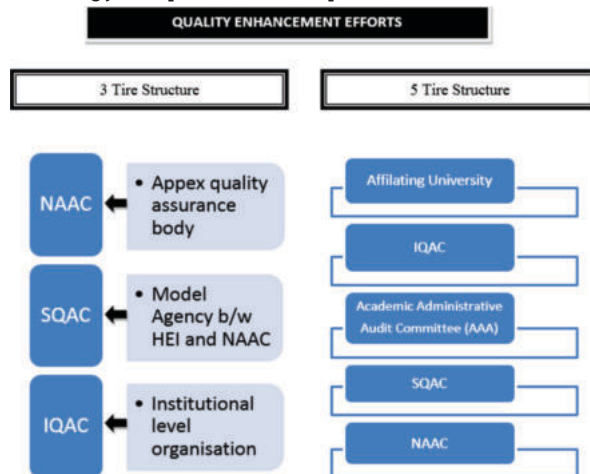 QUALITY ENHANCEMENT EFFORTS
3 Tire Structure
NAAC
• Appex quality
assurance
body
SQAC
• Model
Agency b/w
HEI and NAAC
IQAC
• Institutional
level
organisation
5 Tire Structure
Affilating University
IQAC
Academic Administrative
Audit Committee (AAA)
SQAC
NAAC